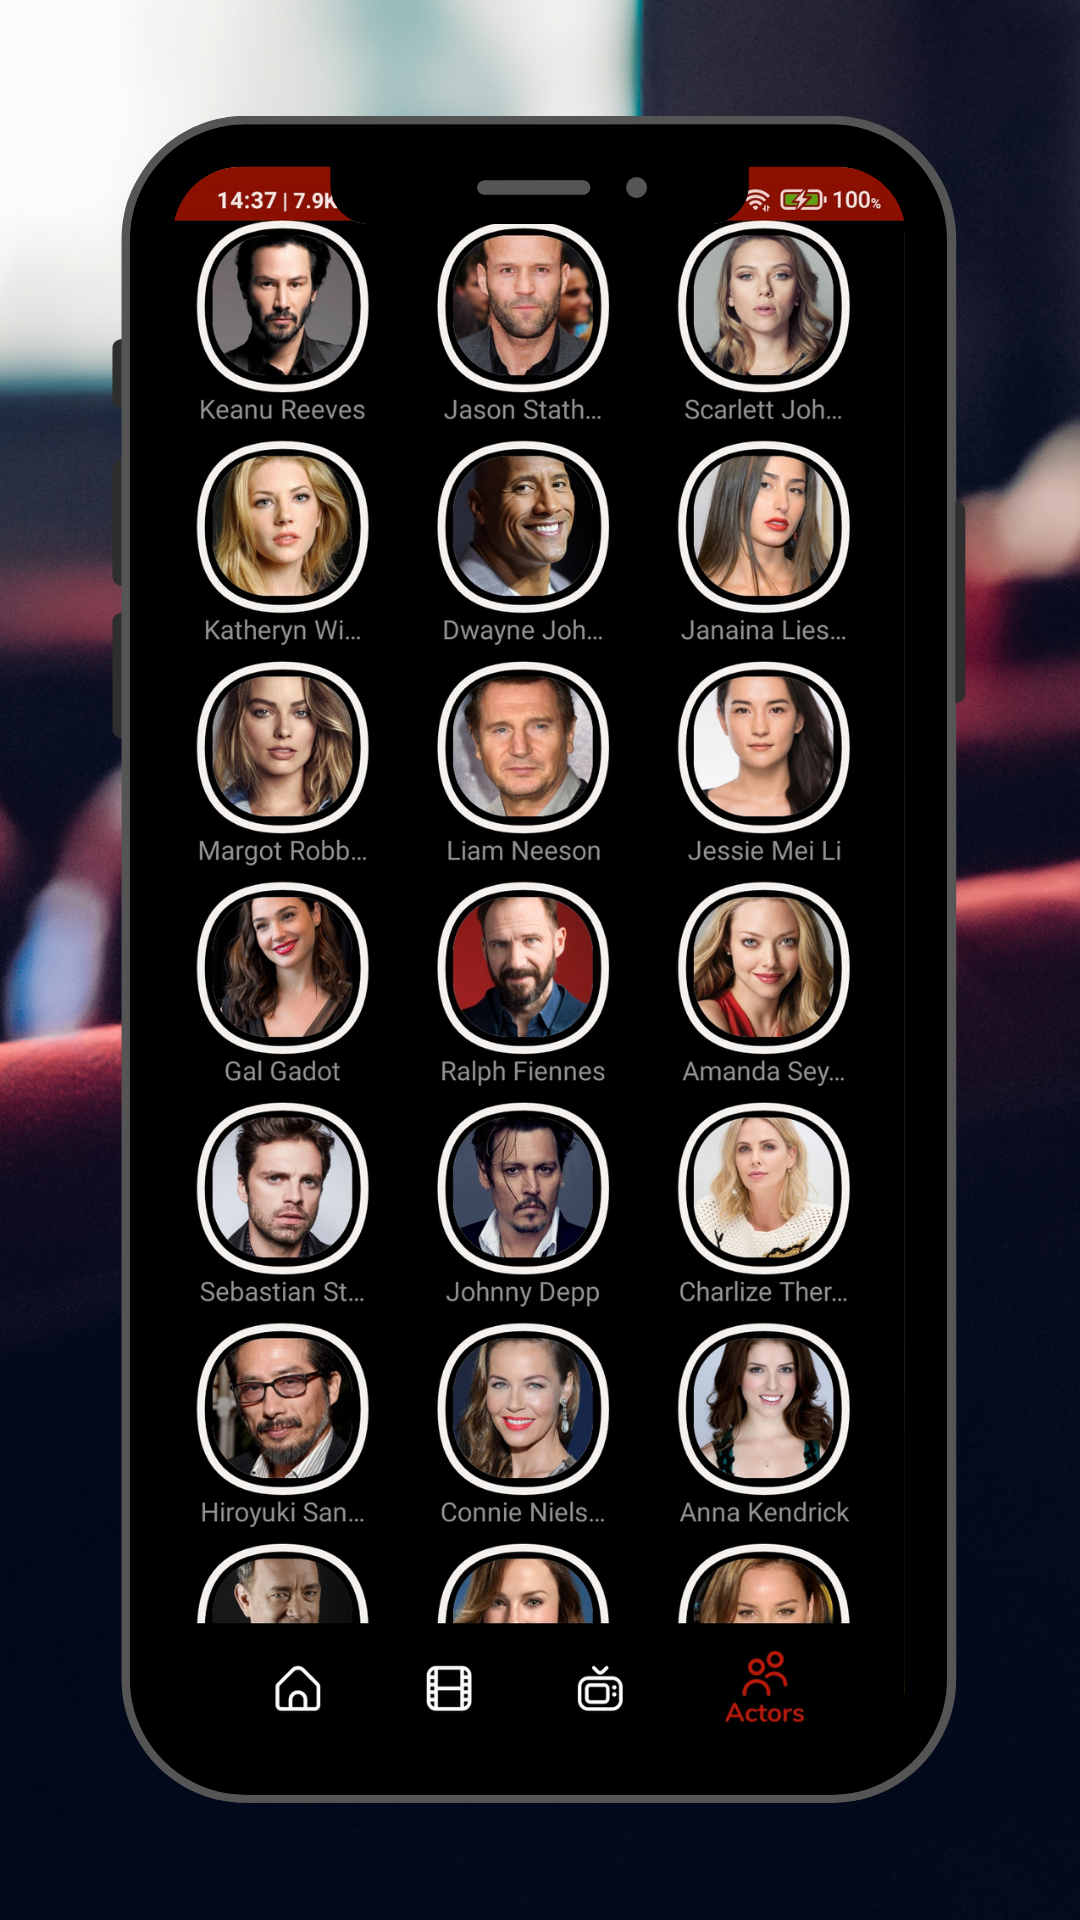 14:37 | 7.9K
100%
Keanu Reeves
Jason Stath...
Scarlett Joh...
Katheryn Wi...
Dwayne Joh...
Janaina Lies...
Margot Robb...
Liam Neeson
Jessie Mei Li
Gal Gadot
Ralph Fiennes
Amanda Sey...
Sebastian St...
Johnny Depp
Charlize Ther...
Hiroyuki San...
Connie Niels...
Anna Kendrick
Actors